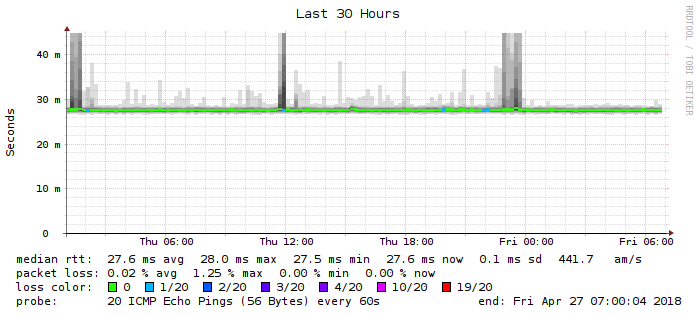 Last 30 Hours
RRDTOOL / TOBI OETIKER
Seconds
40 m
30 m
20 m
10 m
0
Thu 06:00 Thu 12:00 Thu 18:00 Fri 00:00 Fri 06:00
median rtt: 27.6 ms avg 28.0 ms max 27.5 ms min 27.6 ms now 0.1 ms sd 441.7 am/s
packet loss: 0.02 % avg 1.25 % max 0.00 % min 0.00 % now
loss color: 0 1/20 2/20 3/20 4/20 10/20 19/20
probe: 20 ICMP Echo Pings (56 Bytes) every 60s end: Fri Apr 27 07:00:04 2018